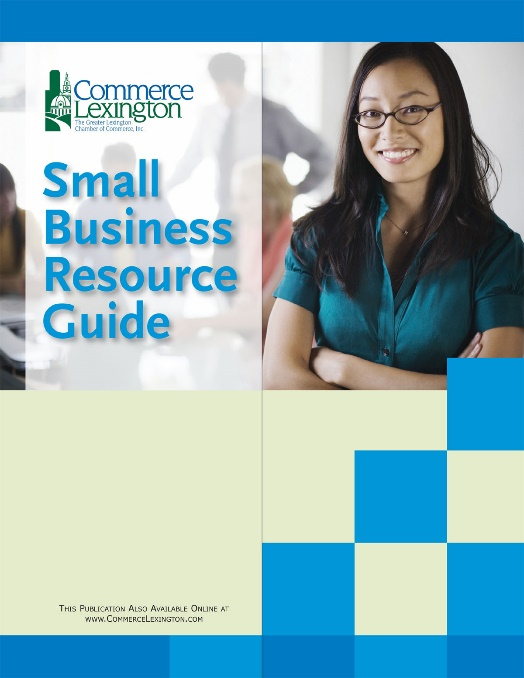 Commerce
Lexington
The Greater Lexington
Chamber of Commerce, Inc.
Small
Business
Resource
Guide
This Publication Also Available Online at
www.CommerceLexington.com